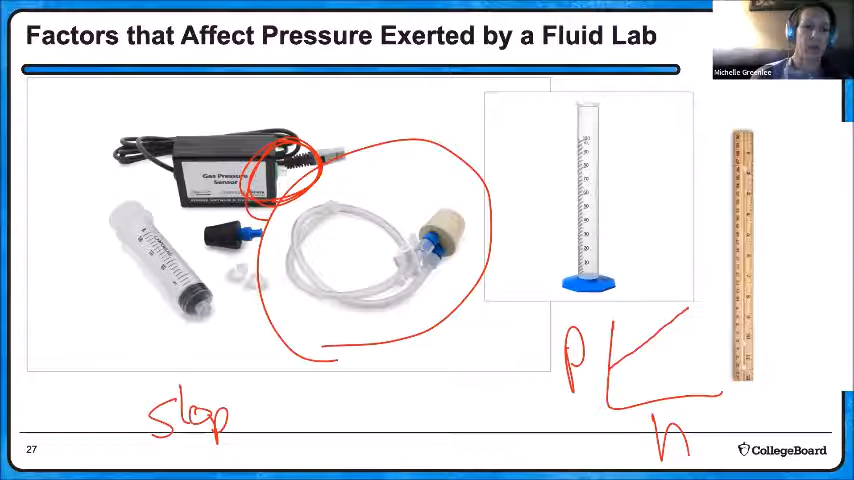 Factors that Affect Pressure Exerted by a Fluid Lab
Michelle Greenlee
Gas Pressure
Sensor
P
h
slop
27
CollegeBoard